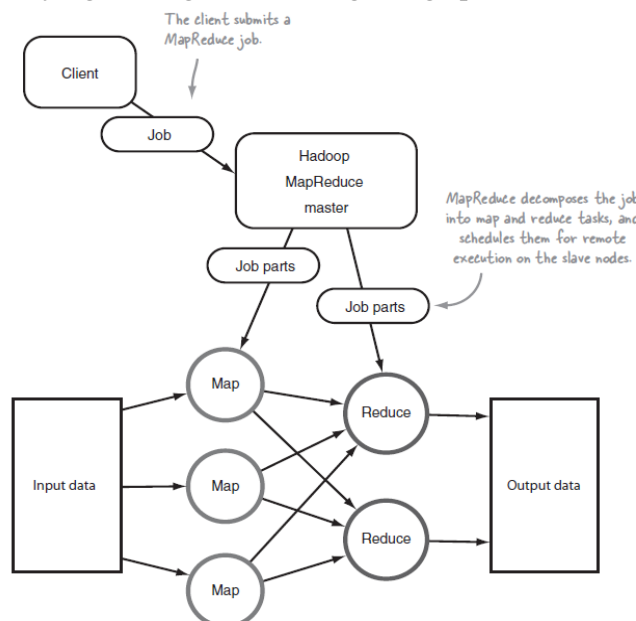 The client submits a
MapReduce job.
Client
Job
Hadoop
MapReduce
master
MapReduce decomposes the job
into map and reduce tasks, and
schedules them for remote
execution on the slave nodes.
Job parts
Job parts
Map
Reduce
Input data
Map
Output data
Reduce
Map